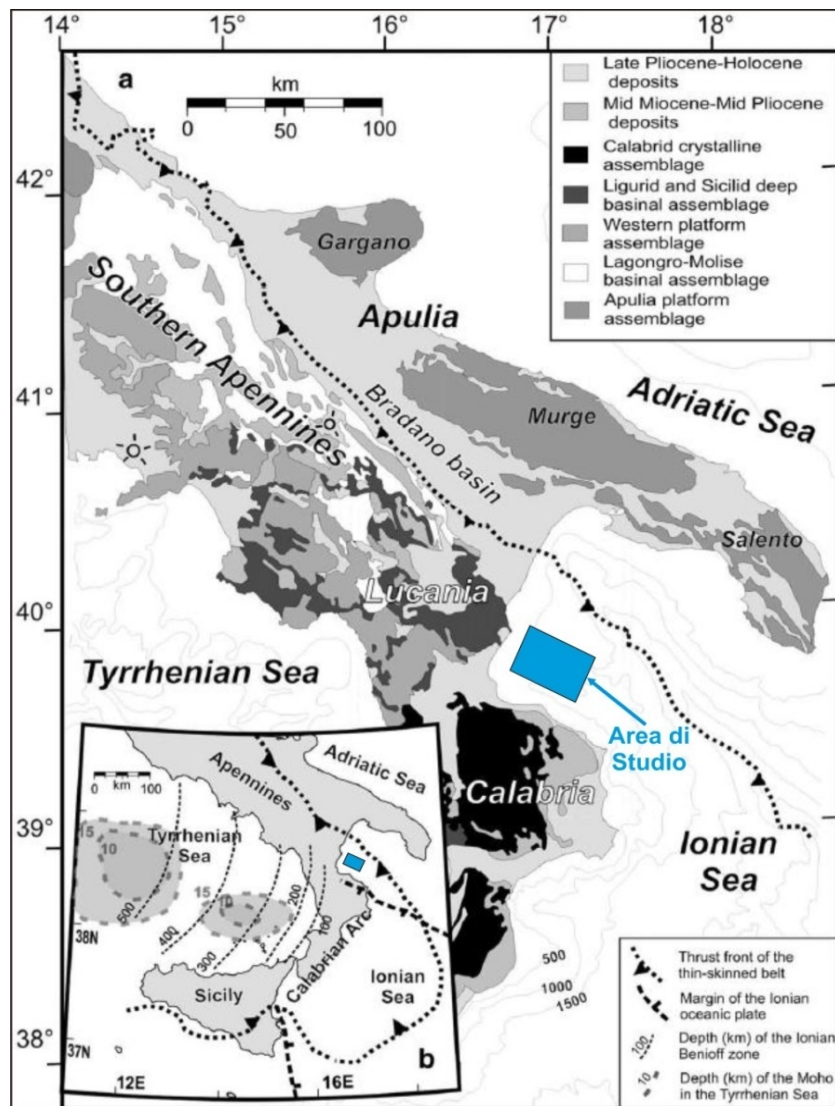 14° 15° 16° 17° 18°
a
km
0 50 100
Late Pliocene-Holocene
deposits
Mid Miocene-Mid Pliocene
deposits
Calabrid crystalline
assemblage
Ligurid and Sicilid deep
basinal assemblage
Western platform
assemblage
Lagongro-Molise
basinal assemblage
Apulia platform
assemblage
42°
41°
40°
39°
38°
Gargano
Southern Apennines
Apulia
Bradano basin
Murge
Adriatic Sea
Salento
Lucania
Tyrrhenian Sea
Area di
Studio
Calabria
Ionian
Sea
500
1000
1500
0 km 100
Adriatic Sea
Apennines
Tyrrhenian
Sea
15
10
500
400
300
200
100
15
10
38N
37N
Calabrian Arc
Ionian
Sea
Sicily
12E 16E
b
Thrust front of the
thin-skinned belt
Margin of the Ionian
oceanic plate
100
Depth (km) of the Ionian
Benioff zone
10
Depth (km) of the Moho
in the Tyrrhenian Sea